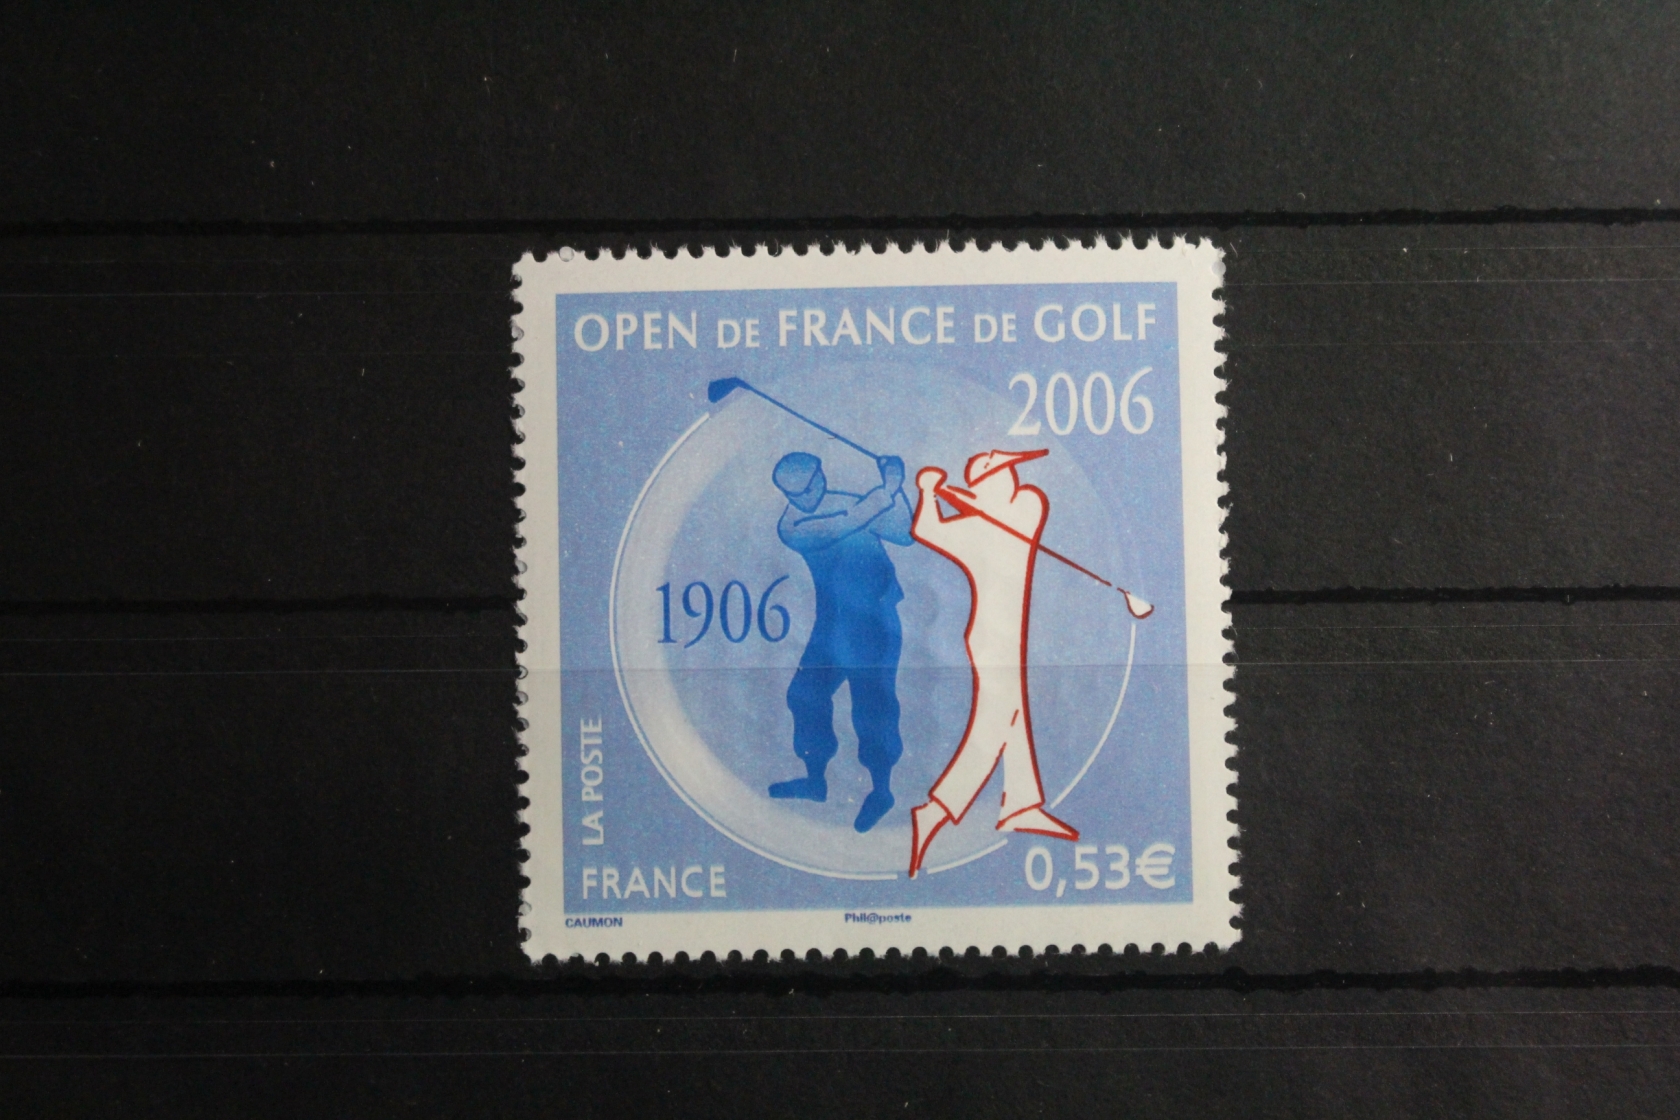 OPEN DE FRANCE DE GOLF
2006
1906
LA POSTE
FRANCE
0,53€
CAUMON
Phil@poste